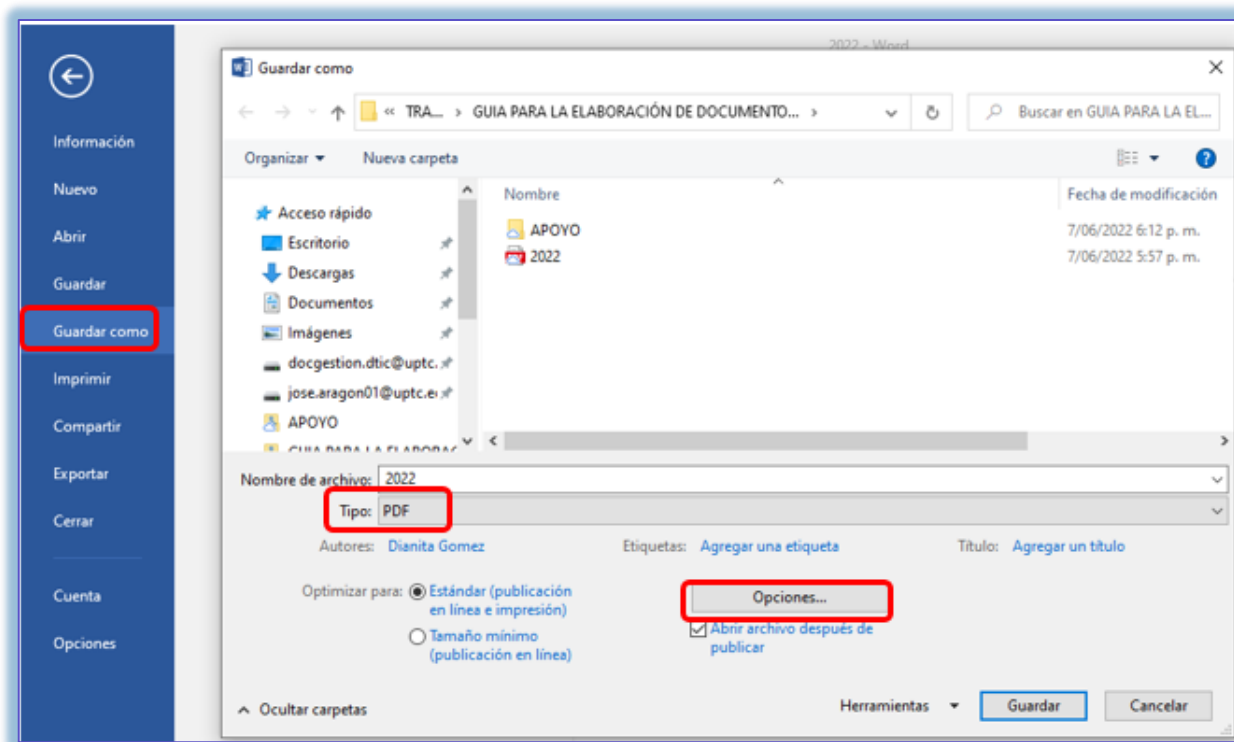 2022 - Word
Guardar como
« TRA... > GUIA PARA LA ELABORACIÓN DE DOCUMENTO... >
Buscar en GUIA PARA LA EL...
Organizar
Nueva carpeta
Información
Nuevo
Abrir
Guardar
Guardar como
Imprimir
Compartir
Exportar
Cerrar
Cuenta
Opciones
Acceso rápido
Escritorio
Descargas
Documentos
Imágenes
docgestion.dtic@uptc.
jose.aragon01@uptc.e
APOYO
GUIA PARA LA ELABORAC
Nombre
Fecha de modificación
APOYO
7/06/2022 6:12 p. m.
2022
7/06/2022 5:57 p. m.
Nombre de archivo: 2022
Tipo: PDF
Autores: Dianita Gomez
Etiquetas: Agregar una etiqueta
Título: Agregar un título
Optimizar para: Estándar (publicación
en línea e impresión)
Tamaño mínimo
(publicación en línea)
Opciones...
Abrir archivo después de
publicar
Ocultar carpetas
Herramientas
Guardar
Cancelar